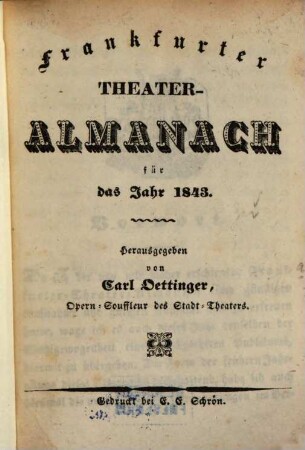 Frankfurter
THEATER-
ALMANACH
für
das Jahr 1843.
Herausgegeben
von
Carl Oettinger,
Opern-Souffleur des Stadt-Theaters.
Gedruckt bei E. E. Schrön.